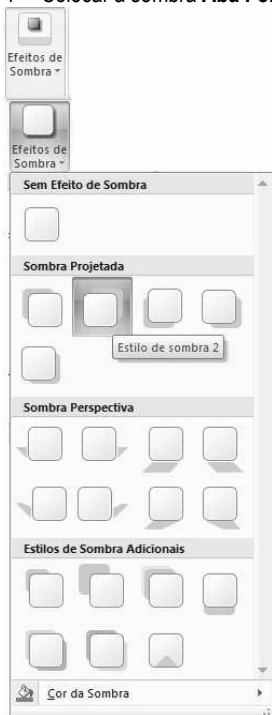 Efeitos de
Sombra
Efeitos de
Sombra
Sem Efeito de Sombra
Sombra Projetada
Estilo de sombra 2
Sombra Perspectiva
Estilos de Sombra Adicionais
Cor da Sombra